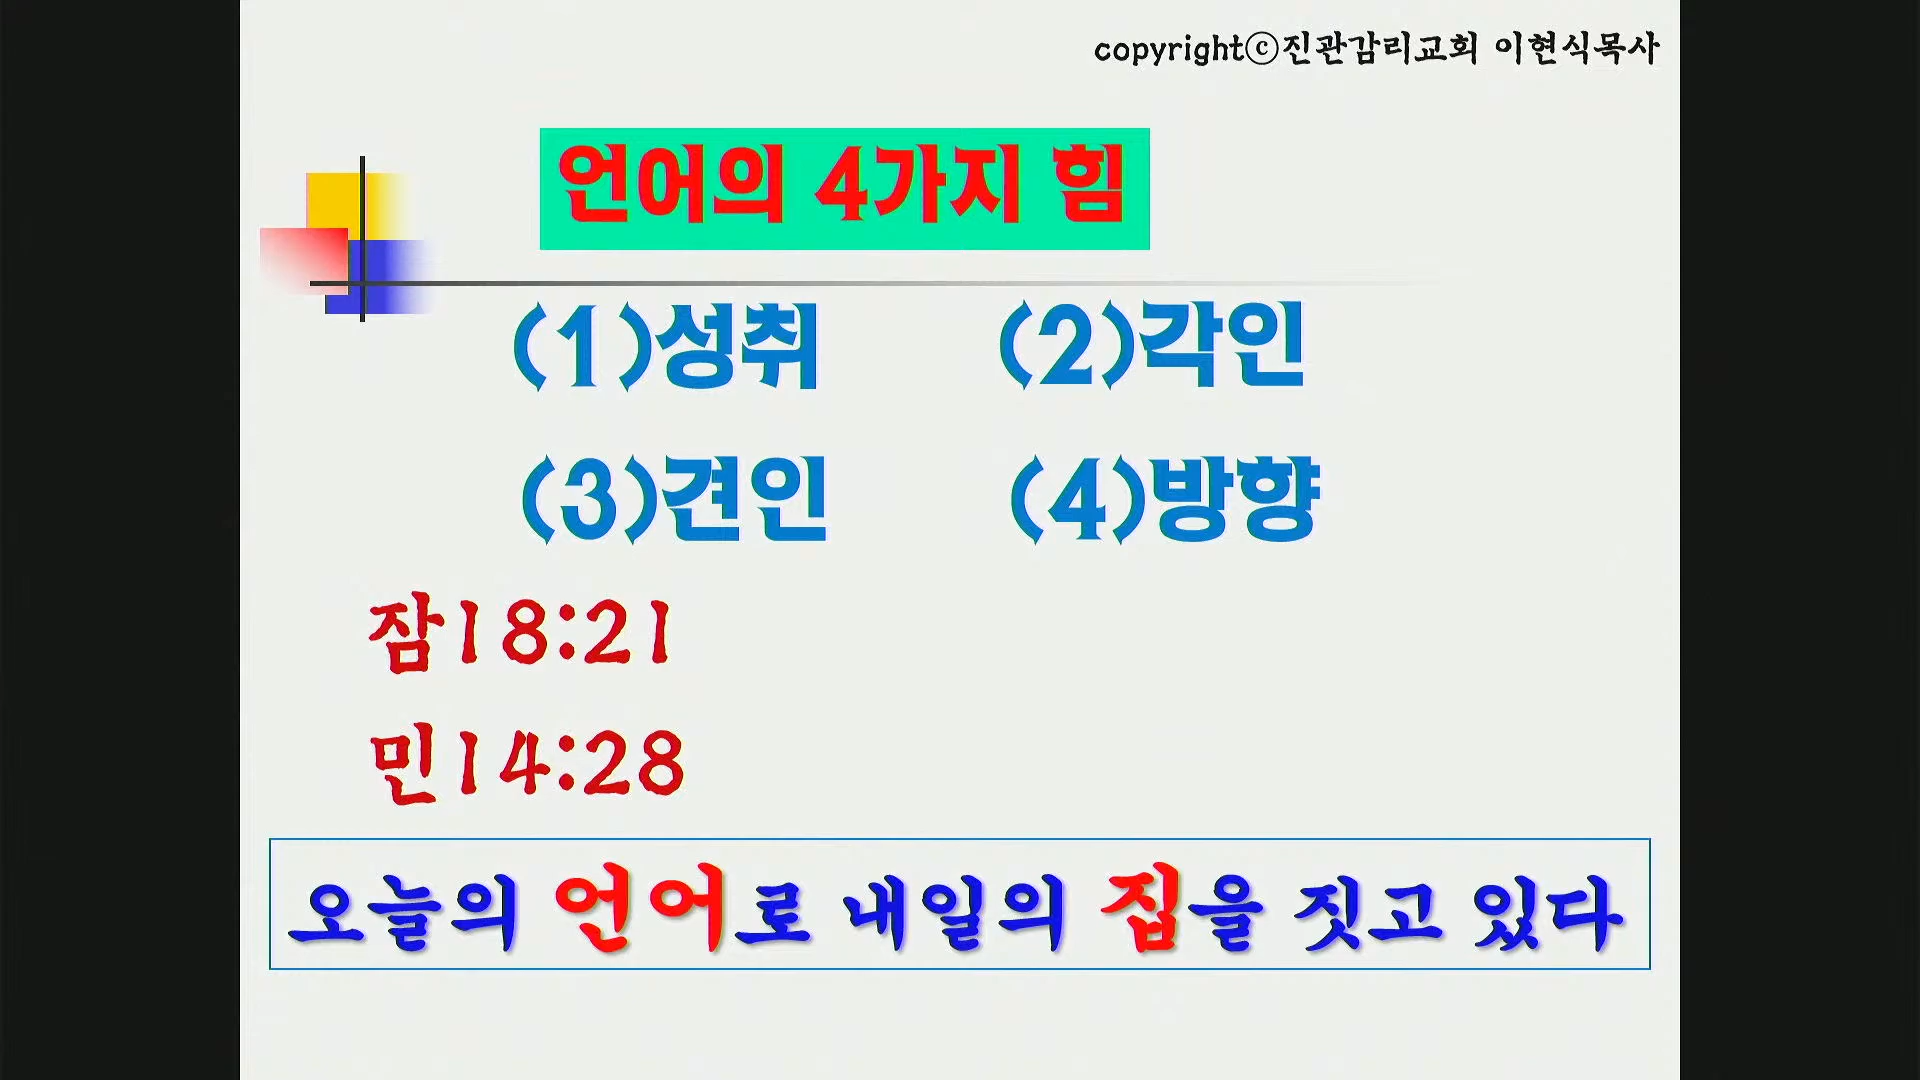 copyrightⓒ진관감리교회 이현식목사
언어의 4가지 힘
(1)성취 (2)각인
(3)견인 (4)방향
잠18:21
민14:28
오늘의 언어로 내일의 집을 짓고 있다